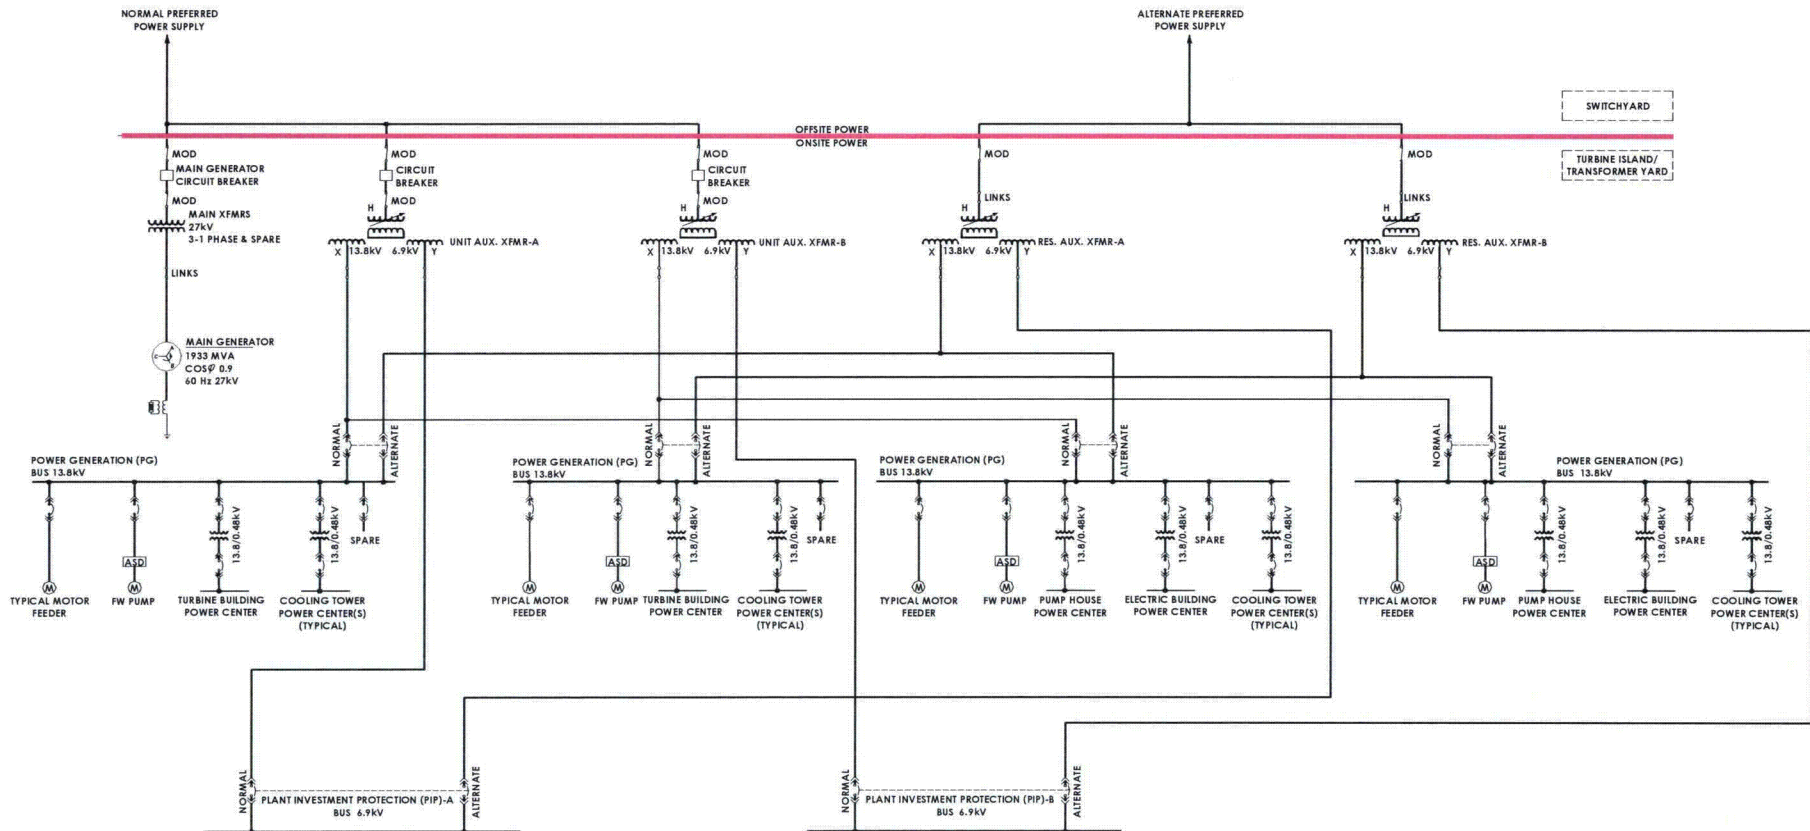 NORMAL PREFERRED
POWER SUPPLY
ALTERNATE PREFERRED
POWER SUPPLY
SWITCHYARD
OFFSITE POWER
ONSITE POWER
TURBINE ISLAND/
TRANSFORMER YARD
MOD
MAIN GENERATOR
CIRCUIT BREAKER
MOD
MAIN XFMRS
27kV
3-1 PHASE & SPARE
LINKS
MAIN GENERATOR
1933 MVA
COSφ 0.9
60 Hz 27kV
A
B
C
MOD
CIRCUIT
BREAKER
MOD
H
X 13.8kV 6.9kV Y
UNIT AUX. XFMR-A
MOD
CIRCUIT
BREAKER
MOD
H
X 13.8kV 6.9kV Y
UNIT AUX. XFMR-B
MOD
LINKS
H
X 13.8kV 6.9kV Y
RES. AUX. XFMR-A
MOD
LINKS
H
X 13.8kV 6.9kV Y
RES. AUX. XFMR-B
POWER GENERATION (PG)
BUS 13.8kV
NORMAL
ALTERNATE
13.8/0.48kV
13.8/0.48kV
SPARE
ASD
M
M
TYPICAL MOTOR
FEEDER
FW PUMP
TURBINE BUILDING
POWER CENTER
COOLING TOWER
POWER CENTER(S)
(TYPICAL)
POWER GENERATION (PG)
BUS 13.8kV
NORMAL
ALTERNATE
13.8/0.48kV
13.8/0.48kV
SPARE
ASD
M
M
TYPICAL MOTOR
FEEDER
FW PUMP
TURBINE BUILDING
POWER CENTER
COOLING TOWER
POWER CENTER(S)
(TYPICAL)
POWER GENERATION (PG)
BUS 13.8kV
NORMAL
ALTERNATE
13.8/0.48kV
13.8/0.48kV
SPARE
13.8/0.48kV
ASD
M
M
TYPICAL MOTOR
FEEDER
FW PUMP
PUMP HOUSE
POWER CENTER
ELECTRIC BUILDING
POWER CENTER
COOLING TOWER
POWER CENTER(S)
(TYPICAL)
NORMAL
ALTERNATE
POWER GENERATION (PG)
BUS 13.8kV
13.8/0.48kV
13.8/0.48kV
SPARE
13.8/0.48kV
ASD
M
M
TYPICAL MOTOR
FEEDER
FW PUMP
PUMP HOUSE
POWER CENTER
ELECTRIC BUILDING
POWER CENTER
COOLING TOWER
POWER CENTER(S)
(TYPICAL)
NORMAL
PLANT INVESTMENT PROTECTION (PIP)-A
BUS 6.9kV
ALTERNATE
NORMAL
PLANT INVESTMENT PROTECTION (PIP)-B
BUS 6.9kV
ALTERNATE